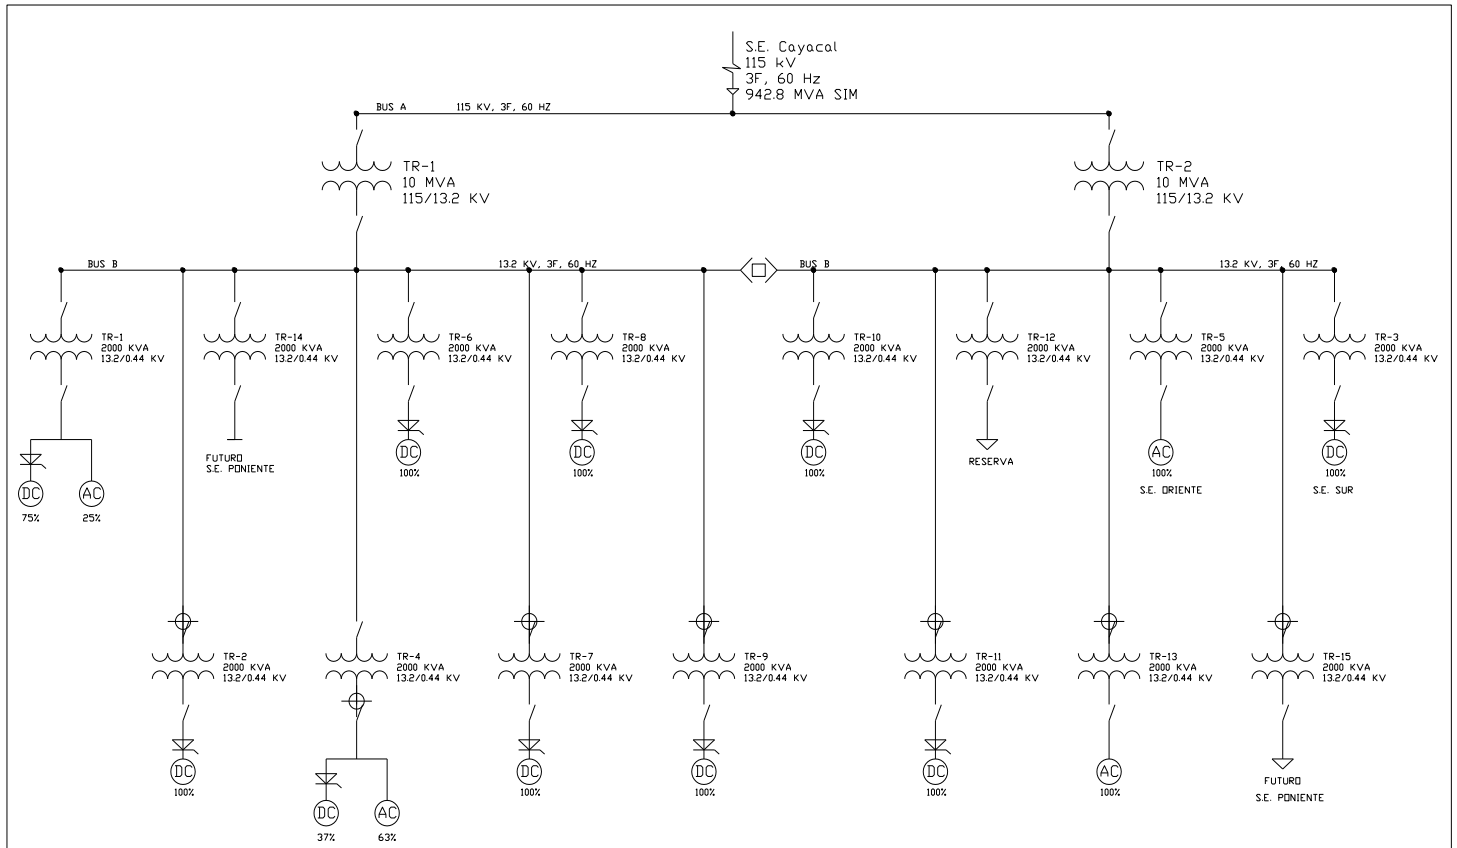 S.E. Cayacal
115 kV
3F, 60 Hz
942.8 MVA SIM
BUS A
115 KV, 3F, 60 HZ
TR-1
10 MVA
115/13.2 KV
TR-2
10 MVA
115/13.2 KV
BUS B
13.2 KV, 3F, 60 HZ
BUS B
13.2 KV, 3F, 60 HZ
TR-1
2000 KVA
13.2/0.44 KV
TR-14
2000 KVA
13.2/0.44 KV
TR-6
2000 KVA
13.2/0.44 KV
TR-8
2000 KVA
13.2/0.44 KV
TR-10
2000 KVA
13.2/0.44 KV
TR-12
2000 KVA
13.2/0.44 KV
TR-5
2000 KVA
13.2/0.44 KV
TR-3
2000 KVA
13.2/0.44 KV
DC
75%
AC
25%
FUTURO
S.E. PONIENTE
DC
100%
DC
100%
DC
100%
RESERVA
AC
100%
S.E. ORIENTE
DC
100%
S.E. SUR
TR-2
2000 KVA
13.2/0.44 KV
TR-4
2000 KVA
13.2/0.44 KV
TR-7
2000 KVA
13.2/0.44 KV
TR-9
2000 KVA
13.2/0.44 KV
TR-11
2000 KVA
13.2/0.44 KV
TR-13
2000 KVA
13.2/0.44 KV
TR-15
2000 KVA
13.2/0.44 KV
DC
100%
DC
37%
AC
63%
DC
100%
DC
100%
DC
100%
AC
100%
FUTURO
S.E. PONIENTE